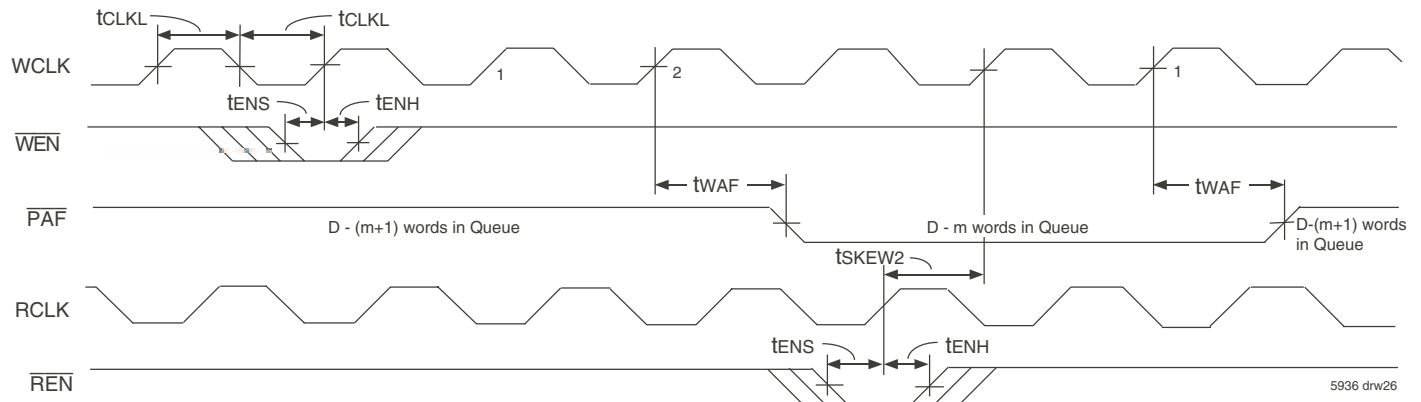 tCLKL tCLKL
WCLK
1 2 1
tENS tENH
WEN
tWAF tWAF
PAF
D - (m+1) words in Queue
D - m words in Queue
D-(m+1) words
in Queue
tSKEW2
RCLK
tENS tENH
REN
5936 drw26